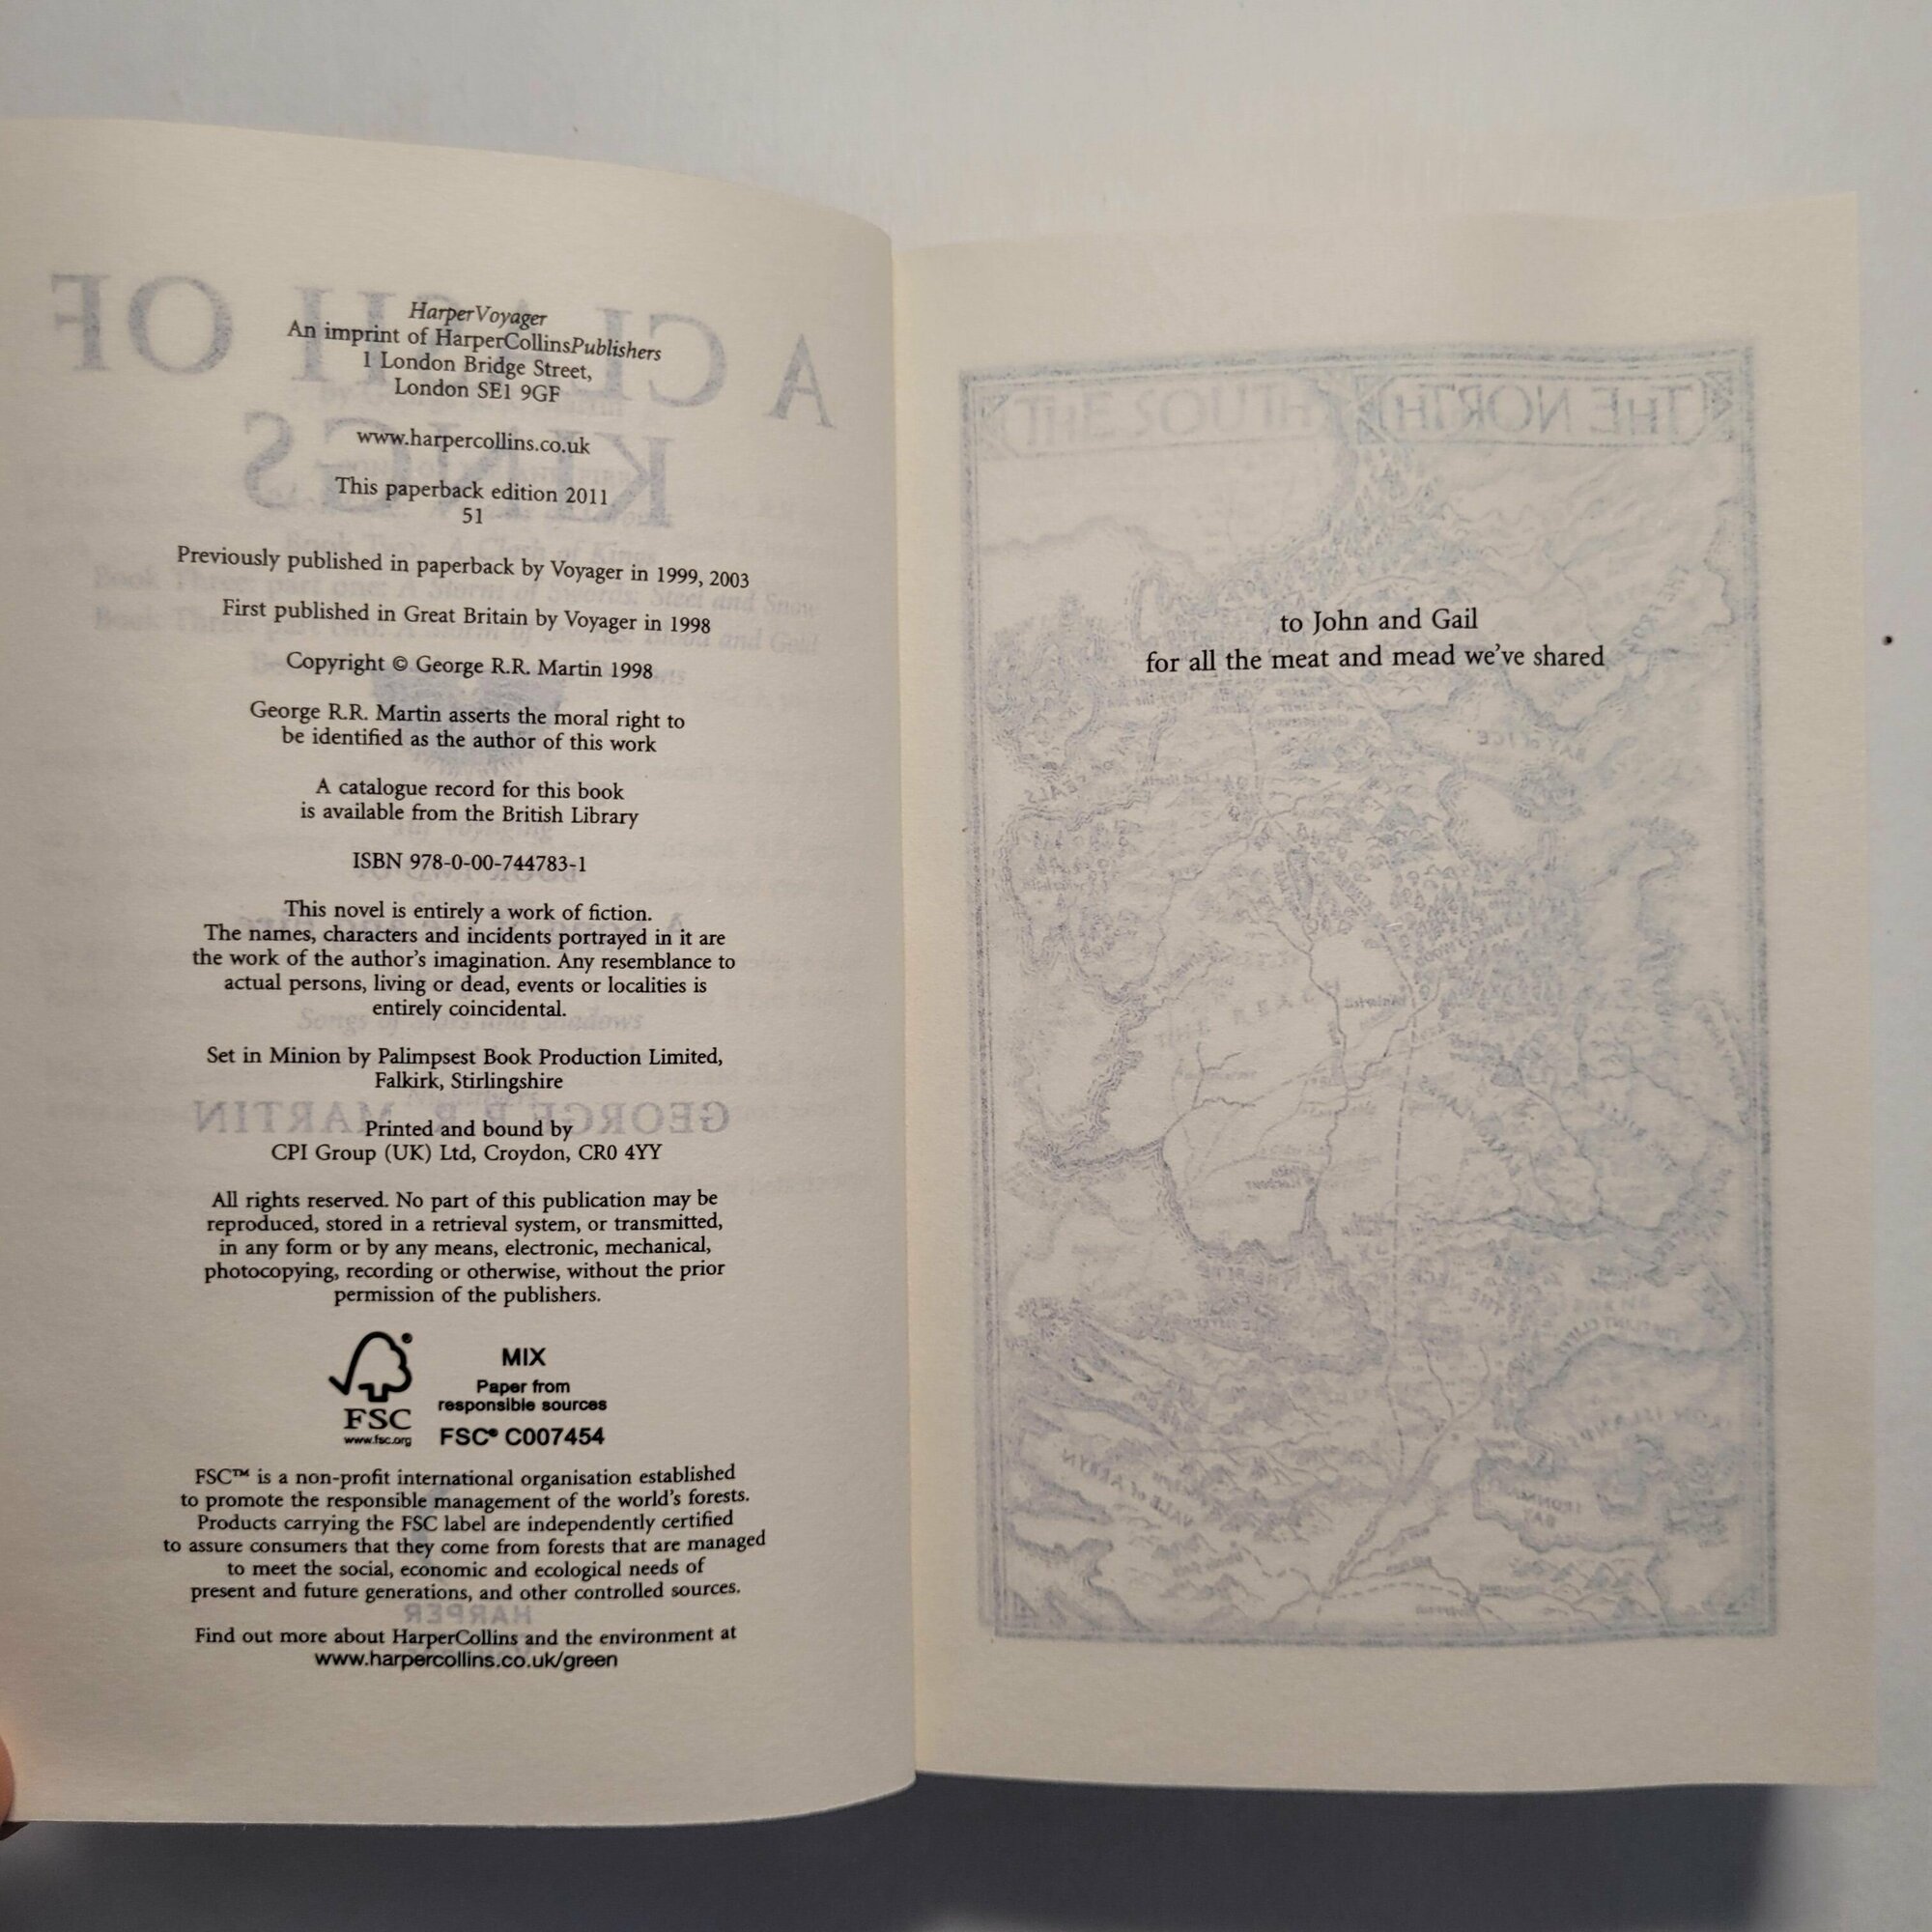 HarperVoyager
An imprint of HarperCollinsPublishers
1 London Bridge Street,
London SE1 9GF
www.harpercollins.co.uk
This paperback edition 2011
51
Previously published in paperback by Voyager in 1999, 2003
First published in Great Britain by Voyager in 1998
Copyright © George R.R. Martin 1998
George R.R. Martin asserts the moral right to
be identified as the author of this work
A catalogue record for this book
is available from the British Library
ISBN 978-0-00-744783-1
This novel is entirely a work of fiction.
The names, characters and incidents portrayed in it are
the work of the author's imagination. Any resemblance to
actual persons, living or dead, events or localities is
entirely coincidental.
Set in Minion by Palimpsest Book Production Limited,
Falkirk, Stirlingshire
Printed and bound by
CPI Group (UK) Ltd, Croydon, CR0 4YY
All rights reserved. No part of this publication may be
reproduced, stored in a retrieval system, or transmitted,
in any form or by any means, electronic, mechanical,
photocopying, recording or otherwise, without the prior
permission of the publishers.
FSC
www.fsc.org
MIX
Paper from
responsible sources
FSC® C007454
FSC™ is a non-profit international organisation established
to promote the responsible management of the world's forests.
Products carrying the FSC label are independently certified
to assure consumers that they come from forests that are managed
to meet the social, economic and ecological needs of
present and future generations, and other controlled sources.
Find out more about HarperCollins and the environment at
www.harpercollins.co.uk/green
to John and Gail
for all the meat and mead we've shared
A CLASH OF
KINGS
GEORGE R.R. MARTIN
HARPER
THE NORTH
THE SOUTH